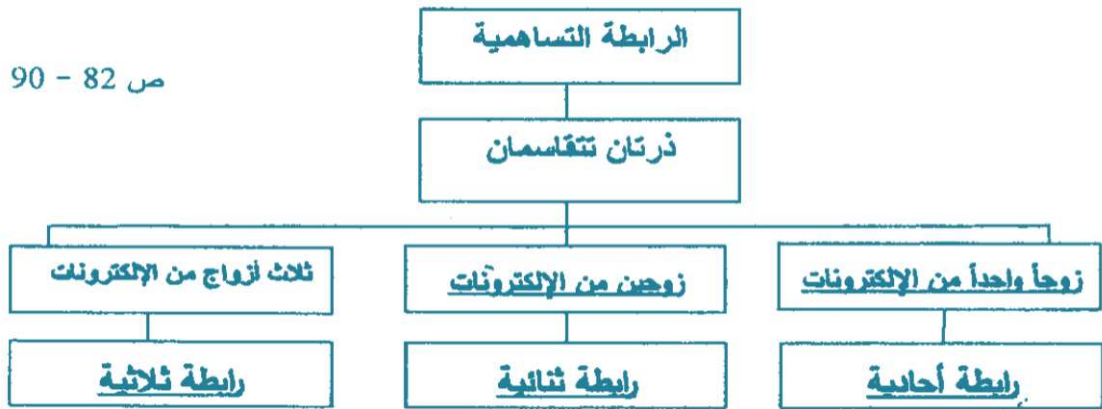 الرابطة التساهمية
ص 82 - 90
ذرتان تتقاسمان
زوجاً واحداً من الإلكترونات
زوجين من الإلكترونات
ثلاث أزواج من الإلكترونات
رابطة أحادية
رابطة ثنائية
رابطة ثلاثية